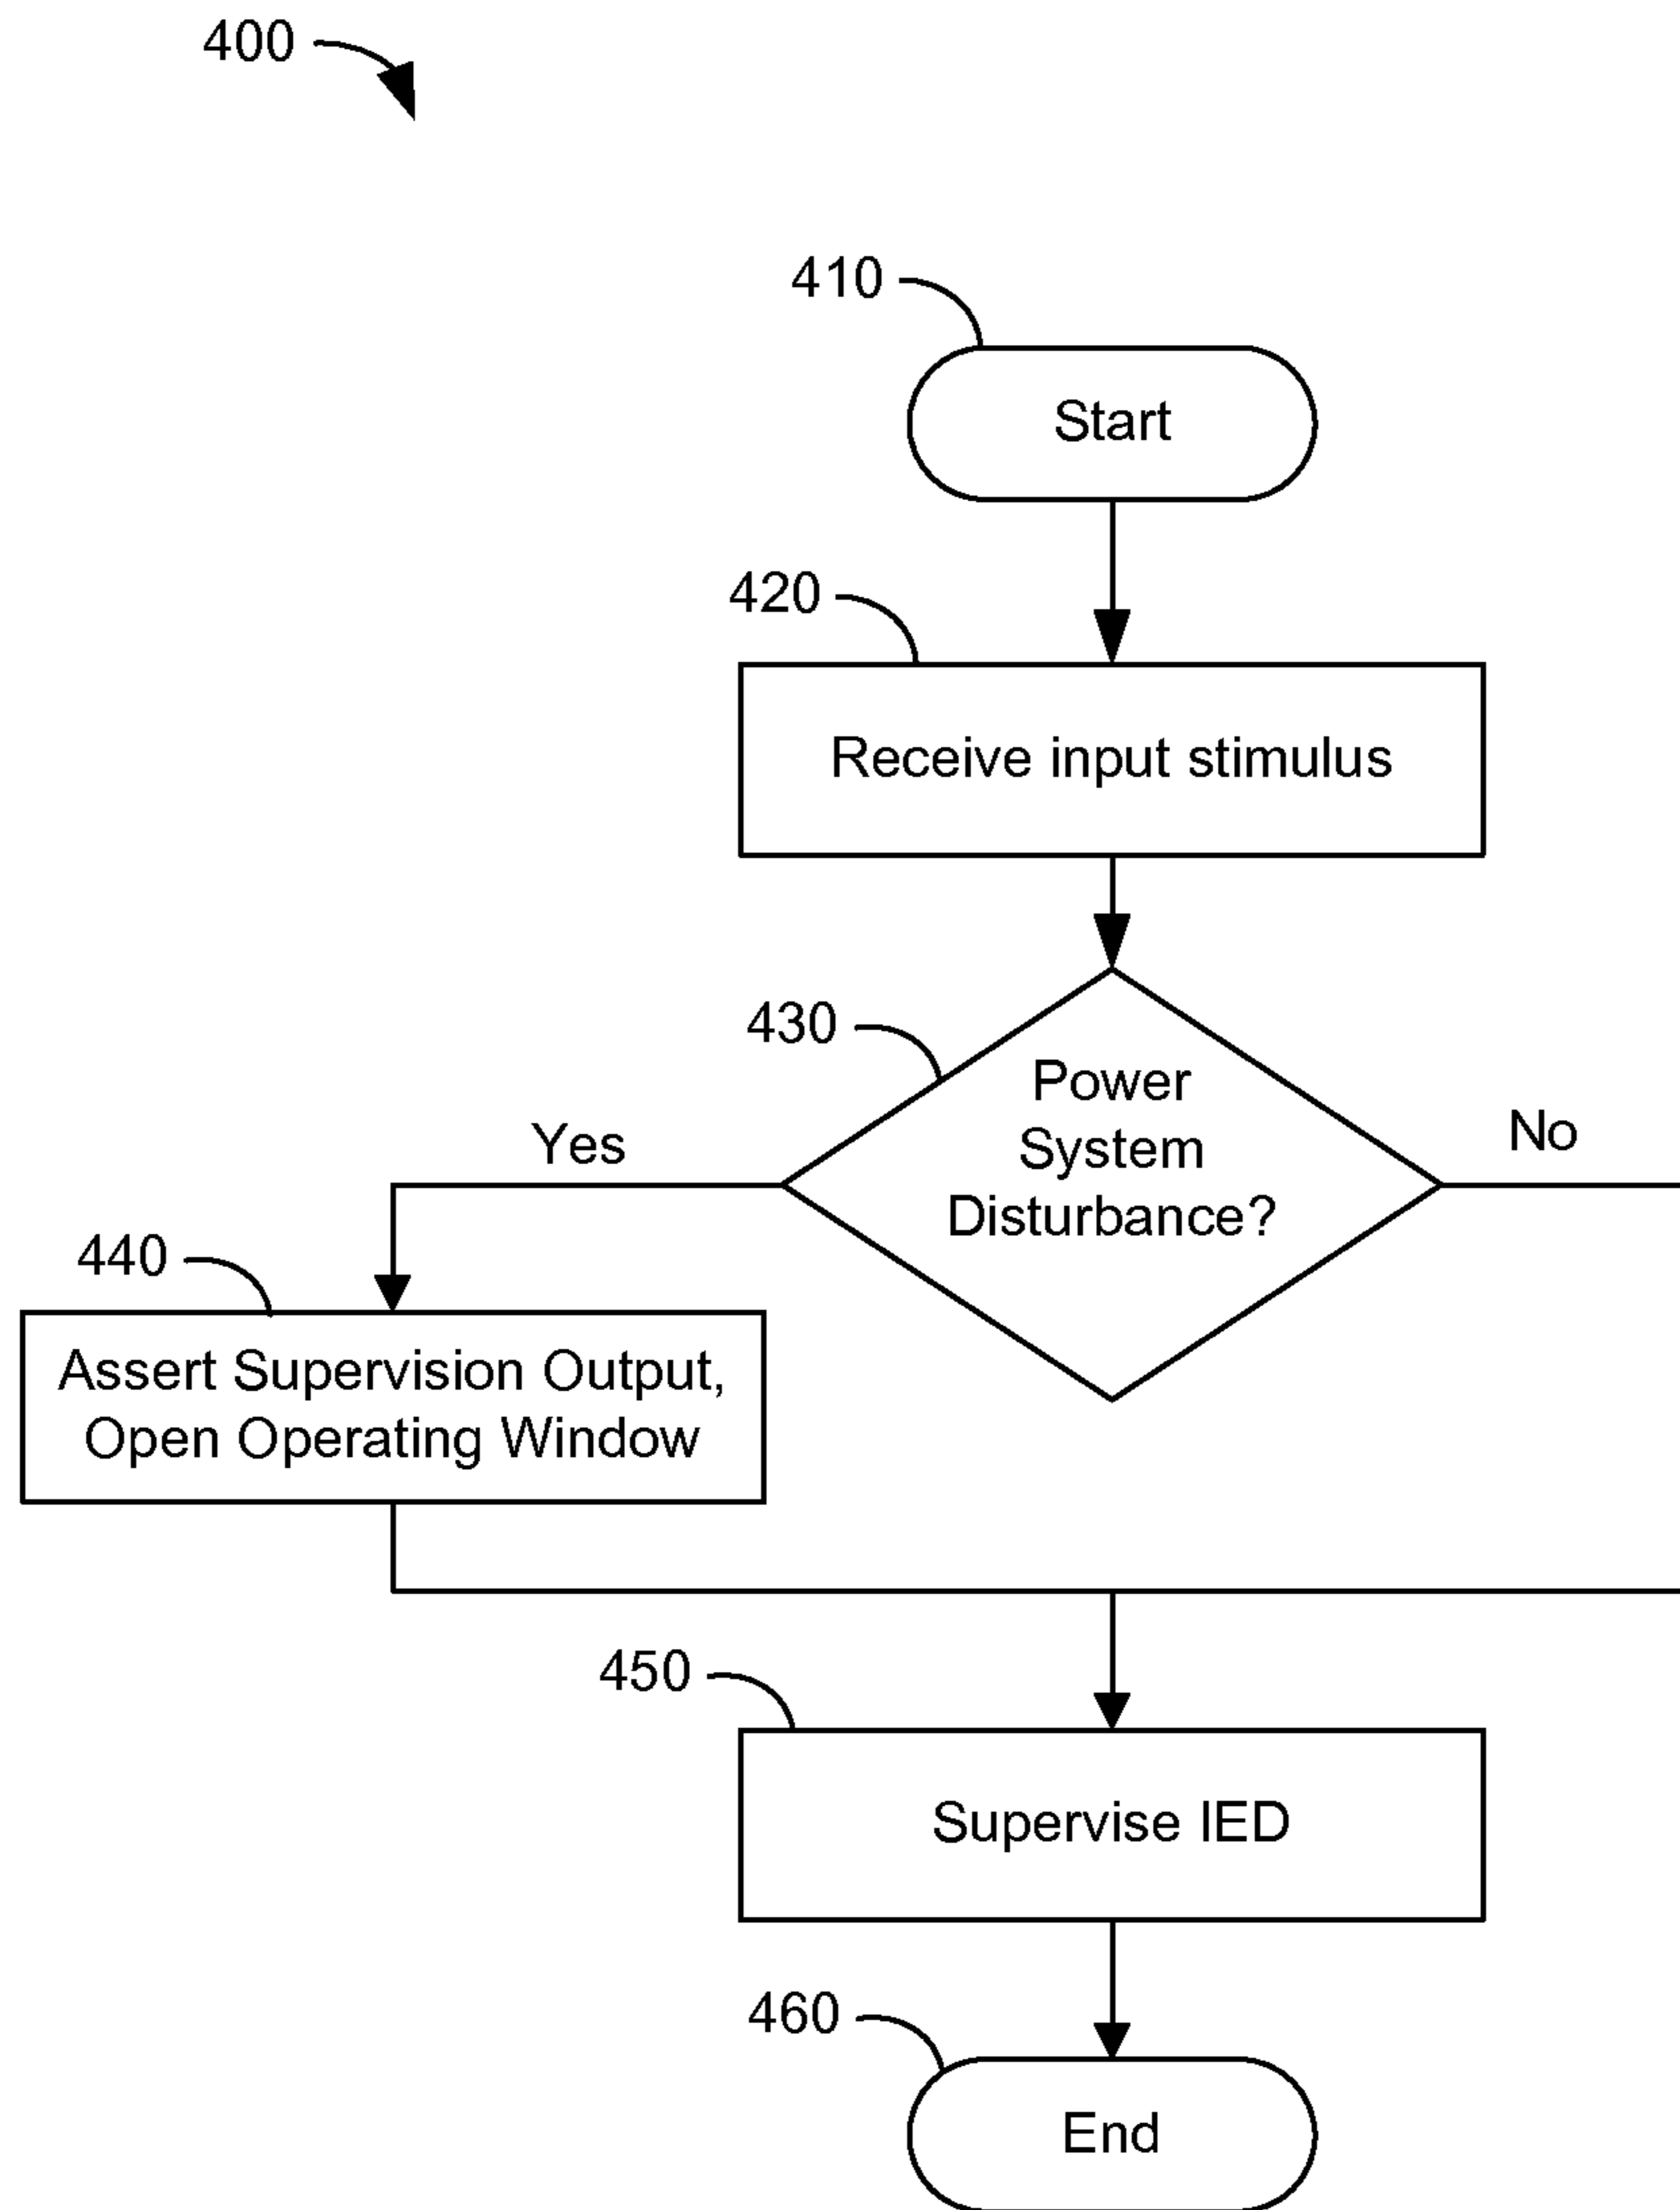 400
410
Start
420
Receive input stimulus
430
Power
System
Disturbance?
Yes
No
440
Assert Supervision Output,
Open Operating Window
450
Supervise IED
460
End